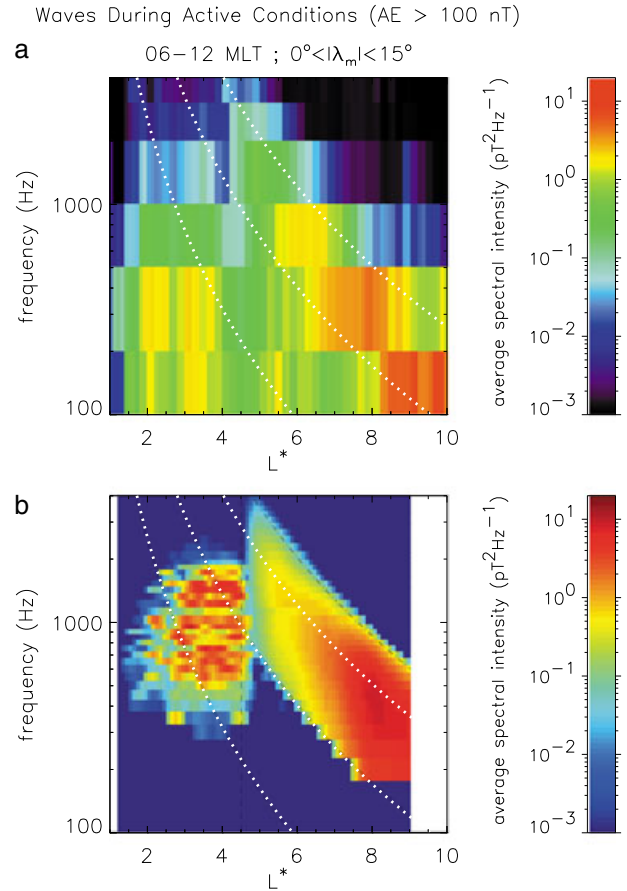 Waves During Active Conditions (AE > 100 nT)
a
06−12 MLT ; 0°<|λm|<15°
frequency (Hz)
1000
100
2 4 6 8 10
L*
average spectral intensity (pT²Hz⁻¹)
10¹
10⁰
10⁻¹
10⁻²
10⁻³
b
frequency (Hz)
1000
100
2 4 6 8 10
L*
average spectral intensity (pT²Hz⁻¹)
10¹
10⁰
10⁻¹
10⁻²
10⁻³